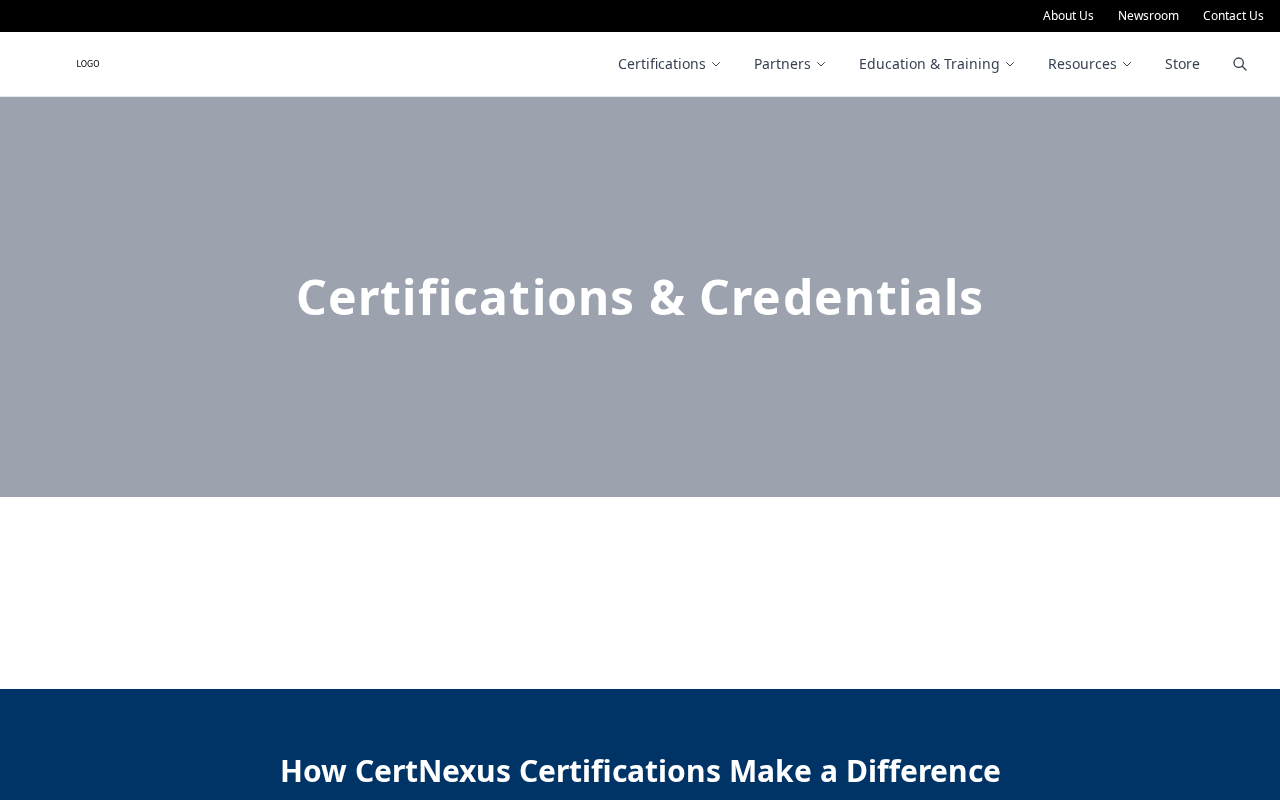 About Us Newsroom Contact Us
LOGO Certifications Partners Education & Training Resources Store
Certifications & Credentials
How CertNexus Certifications Make a Difference